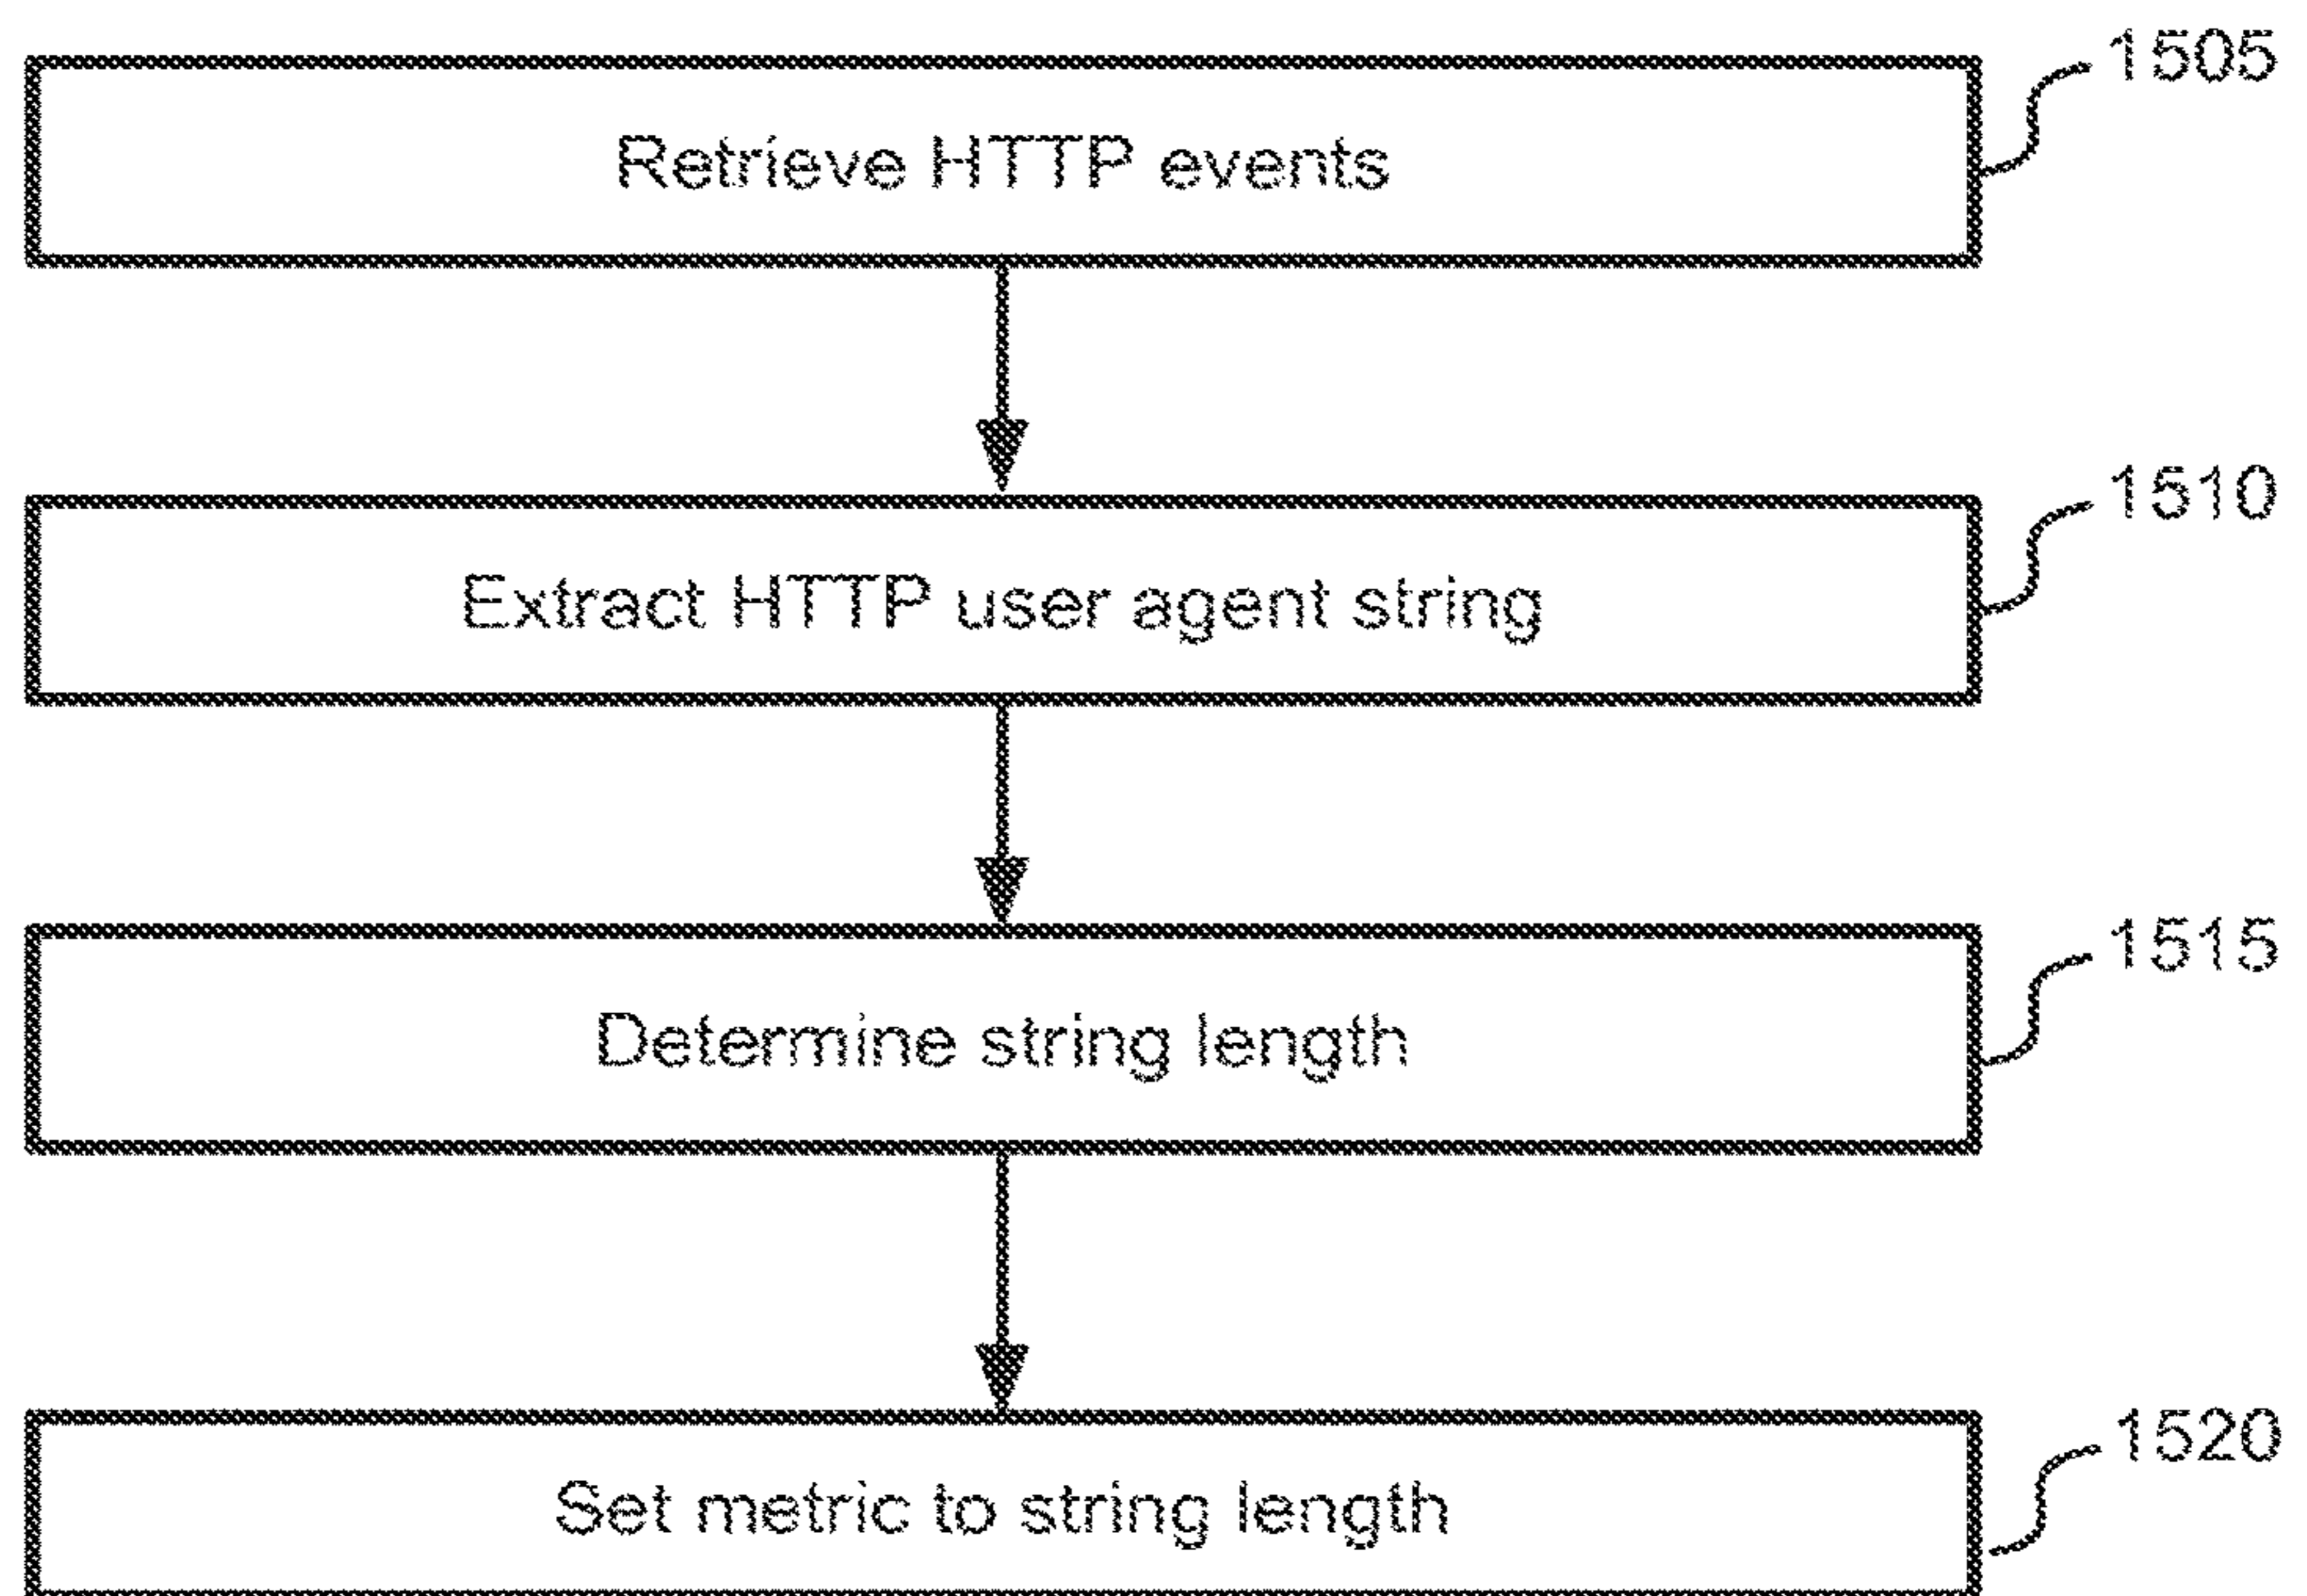 1505
Retrieve HTTP events
1510
Extract HTTP user agent string
1515
Determine string length
1520
Set metric to string length